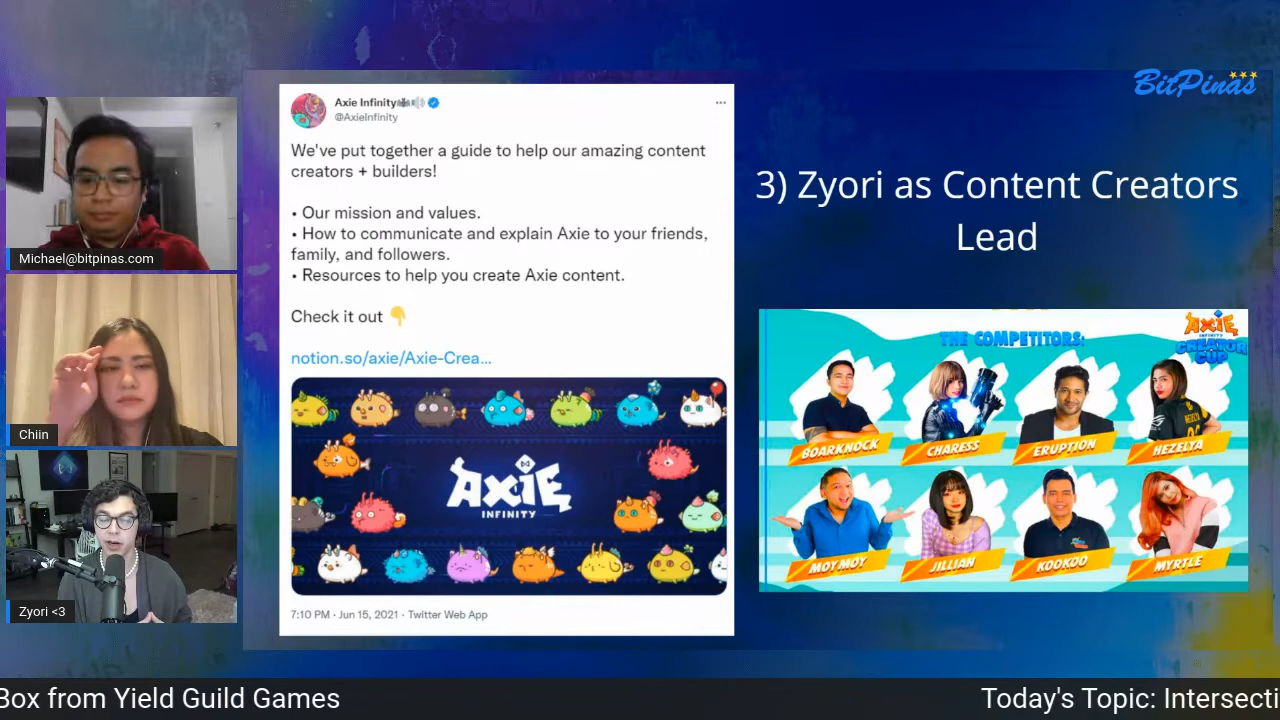 BitPinas
Axie Infinity
@AxieInfinity
We've put together a guide to help our amazing content
creators + builders!
• Our mission and values.
• How to communicate and explain Axie to your friends,
family, and followers.
• Resources to help you create Axie content.
Check it out
notion.so/axie/Axie-Crea...
AXIE
INFINITY
7:10 PM · Jun 15, 2021 · Twitter Web App
3) Zyori as Content Creators
Lead
THE COMPETITORS:
AXIE
INFINITY
CREATOR
CUP
BOARKNOCK
CHARESS
ERUPTION
HEZELYA
MOYMOY
JILLIAN
KOOKOO
MYRTLE
Michael@bitpinas.com
Chiin
Zyori <3
Box from Yield Guild Games
Today's Topic: Intersecti